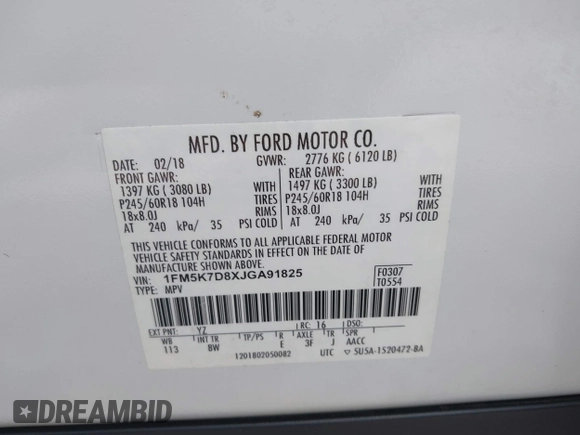 MFD. BY FORD MOTOR CO.
DATE: 02/18 GVWR: 2776 KG ( 6120 LB)
FRONT GAWR: REAR GAWR:
1397 KG ( 3080 LB) WITH 1497 KG ( 3300 LB) WITH
P245/60R18 104H TIRES P245/60R18 104H TIRES
18x8.0J RIMS 18x8.0J RIMS
AT 240 kPa/ 35 PSI COLD AT 240 kPa/ 35 PSI COLD
THIS VEHICLE CONFORMS TO ALL APPLICABLE FEDERAL MOTOR
VEHICLE SAFETY STANDARDS IN EFFECT ON THE DATE OF
MANUFACTURE SHOWN ABOVE.
VIN: 1FM5K7D8XJGA91825 F0307
TYPE: MPV T0554
EXT PNT: YZ RC: 16 DSO:
WB INT TR TP/PS R AXLE TR SPR
113 BW E 3F J AACC
1201802050082 UTC 5U5A-1520472-BA
DREAMBID